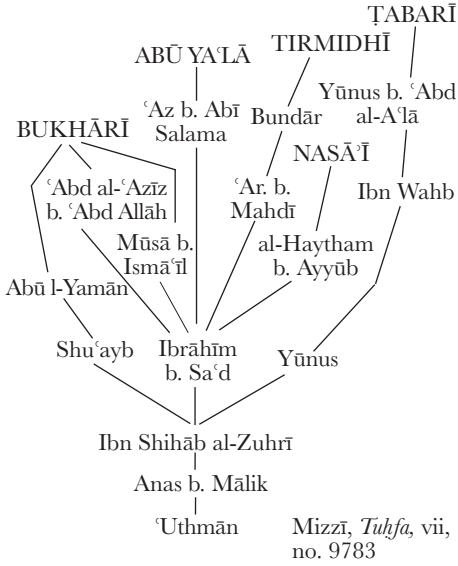 ṬABARĪ
TIRMIDHĪ
ABŪ YAʿLĀ
Yūnus b. ʿAbd
al-Aʿlā
ʿAz b. Abī
Salama
Bundār
BUKHĀRĪ
NASĀʾĪ
ʿAbd al-ʿAzīz
b. ʿAbd Allāh
ʿAr. b.
Mahdī
Ibn Wahb
Mūsā b.
Ismāʿīl
al-Haytham
b. Ayyūb
Abū l-Yamān
Shuʿayb
Ibrāhīm
b. Saʿd
Yūnus
Ibn Shihāb al-Zuhrī
Anas b. Mālik
ʿUthmān
Mizzī, Tuḥfa, vii,
no. 9783